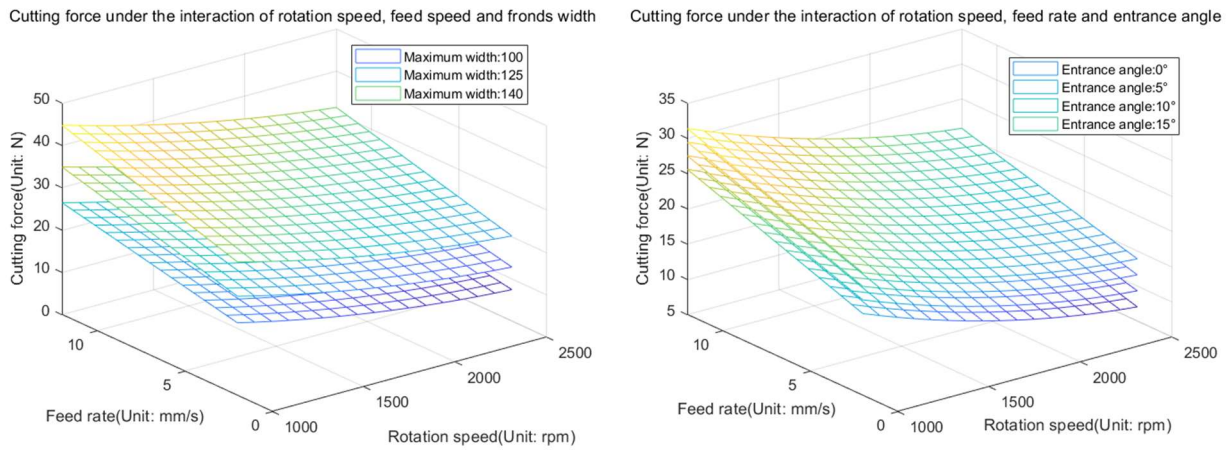 Cutting force under the interaction of rotation speed, feed speed and fronds width
Maximum width:100
Maximum width:125
Maximum width:140
50
40
30
20
10
0
Cutting force(Unit: N)
10
5
0
Feed rate(Unit: mm/s)
1000
1500
2000
2500
Rotation speed(Unit: rpm)
Cutting force under the interaction of rotation speed, feed rate and entrance angle
Entrance angle:0°
Entrance angle:5°
Entrance angle:10°
Entrance angle:15°
35
30
25
20
15
10
5
Cutting force(Unit: N)
10
5
0
Feed rate(Unit: mm/s)
1000
1500
2000
2500
Rotation speed(Unit: rpm)